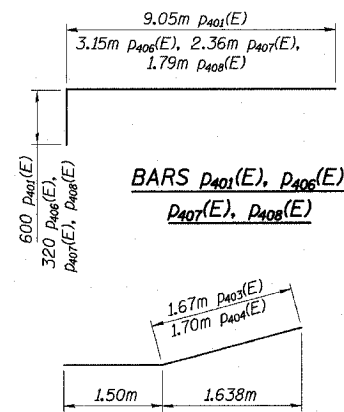 9.05m p401(E)
3.15m p406(E), 2.36m p407(E),
1.79m p408(E)
600 p401(E)
320 p406(E),
p407(E), p408(E)
BARS p401(E), p406(E)
p407(E), p408(E)
1.67m p403(E)
1.70m p404(E)
1.50m
1.638m